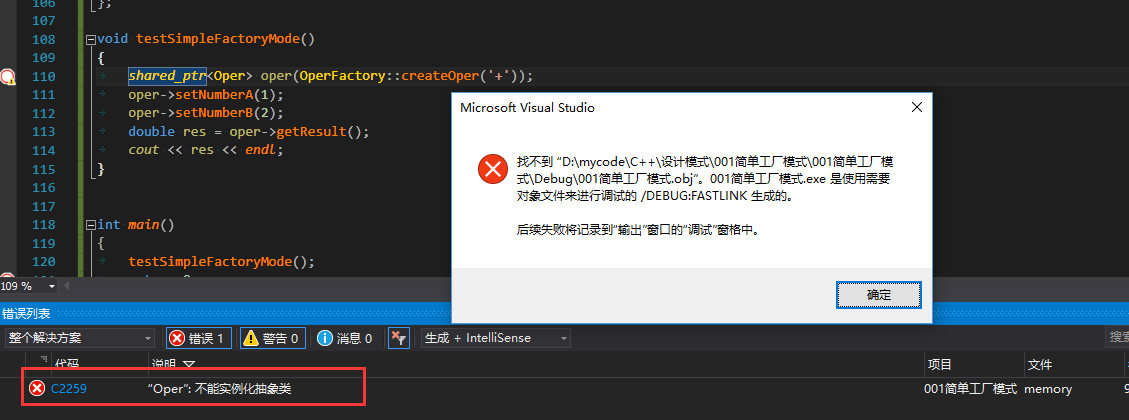 106 };
107
108 void testSimpleFactoryMode()
109 {
110 shared_ptr<Oper> oper(OperFactory::createOper('+'));
111 oper->setNumberA(1);
112 oper->setNumberB(2);
113 double res = oper->getResult();
114 cout << res << endl;
115 }
116
117
118 int main()
119 {
120 testSimpleFactoryMode();
Microsoft Visual Studio
找不到 “D:\mycode\C++\设计模式\001简单工厂模式\001简单工厂模
式\Debug\001简单工厂模式.obj”。001简单工厂模式.exe 是使用需要
对象文件来进行调试的 /DEBUG:FASTLINK 生成的。
后续失败将记录到“输出”窗口的“调试”窗格中。
确定
109 %
错误列表
整个解决方案 错误 1 警告 0 消息 0 生成 + IntelliSense 搜索
代码 说明 项目 文件
C2259 “Oper”: 不能实例化抽象类 001简单工厂模式 memory 9